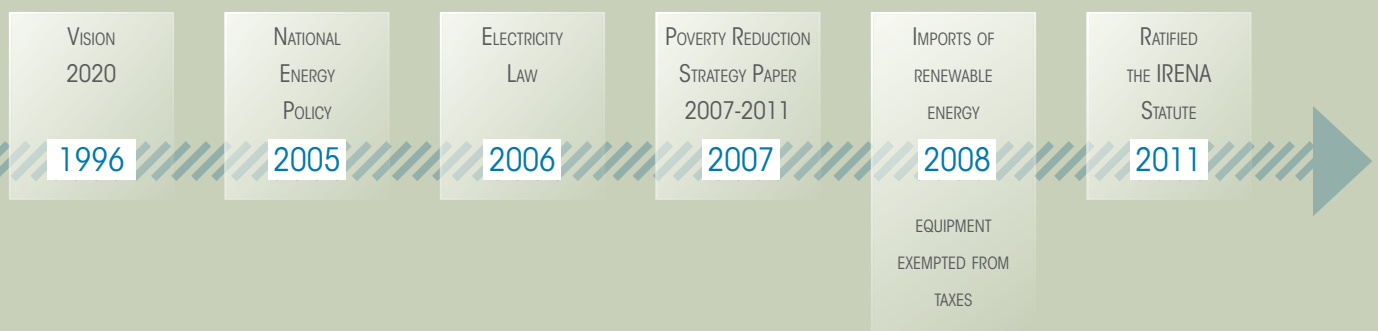 Vision
2020
1996
National
Energy
Policy
2005
Electricity
Law
2006
Poverty Reduction
Strategy Paper
2007-2011
2007
Imports of
renewable
energy
2008
equipment
exempted from
taxes
Ratified
the IRENA
Statute
2011